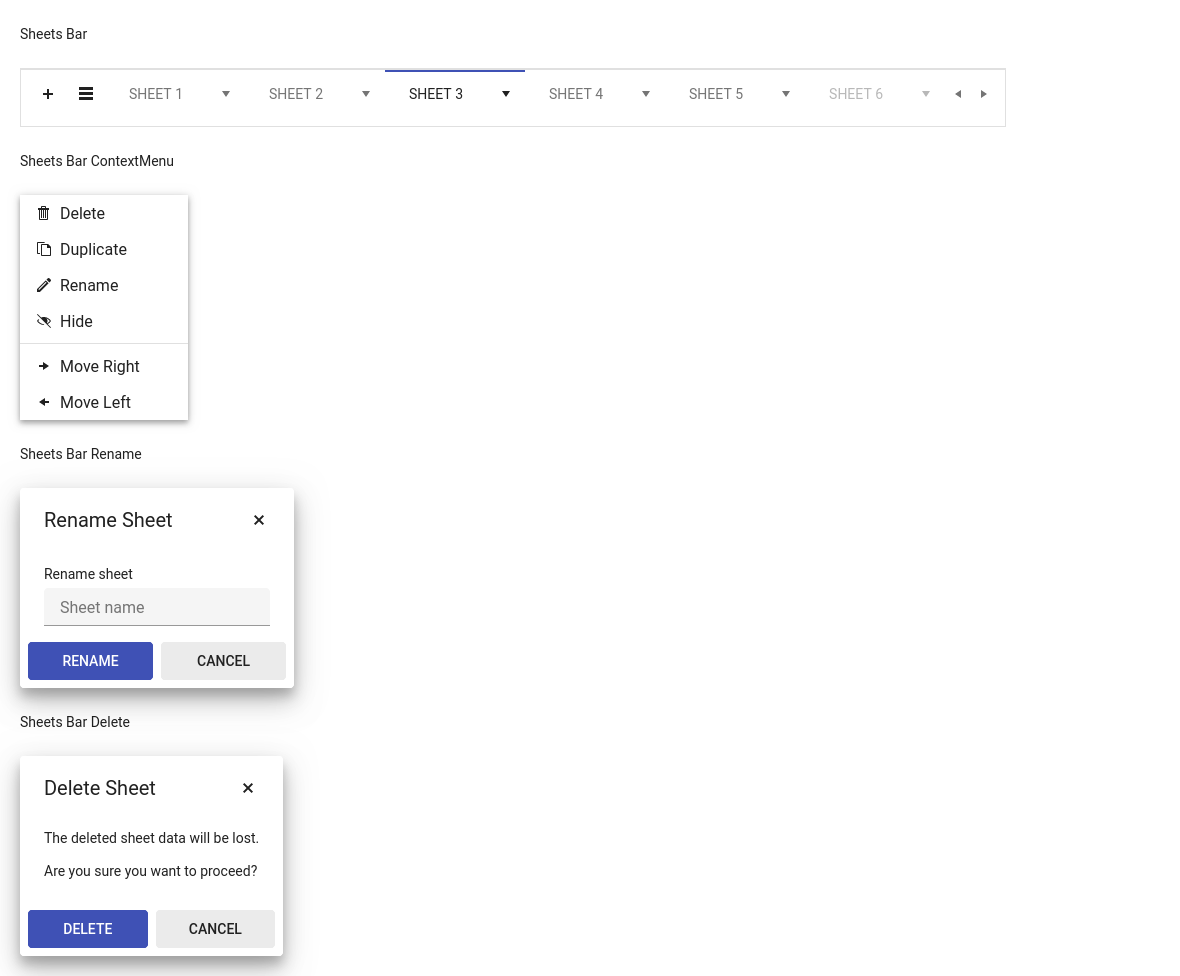 Sheets Bar
SHEET 1 SHEET 2 SHEET 3 SHEET 4 SHEET 5 SHEET 6
Sheets Bar ContextMenu
Delete
Duplicate
Rename
Hide
Move Right
Move Left
Sheets Bar Rename
Rename Sheet
Rename sheet
Sheet name
RENAME CANCEL
Sheets Bar Delete
Delete Sheet
The deleted sheet data will be lost.
Are you sure you want to proceed?
DELETE CANCEL